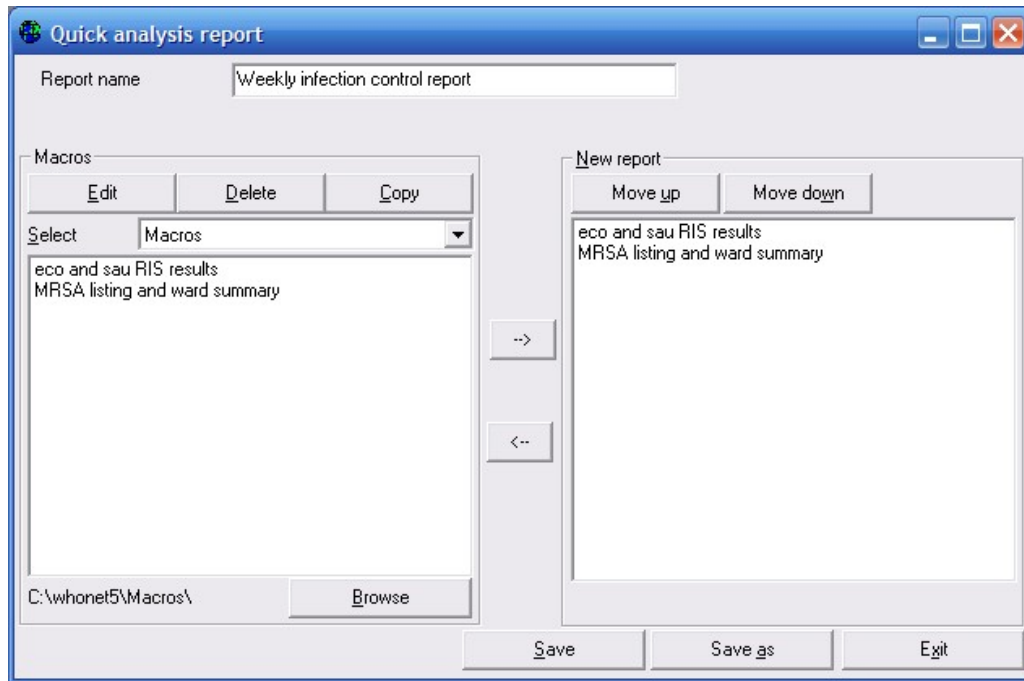 Quick analysis report
Report name Weekly infection control report
Macros
Edit Delete Copy
Select Macros
eco and sau RIS results
MRSA listing and ward summary
C:\whonet5\Macros\ Browse
-->
<--
New report
Move up Move down
eco and sau RIS results
MRSA listing and ward summary
Save Save as Exit